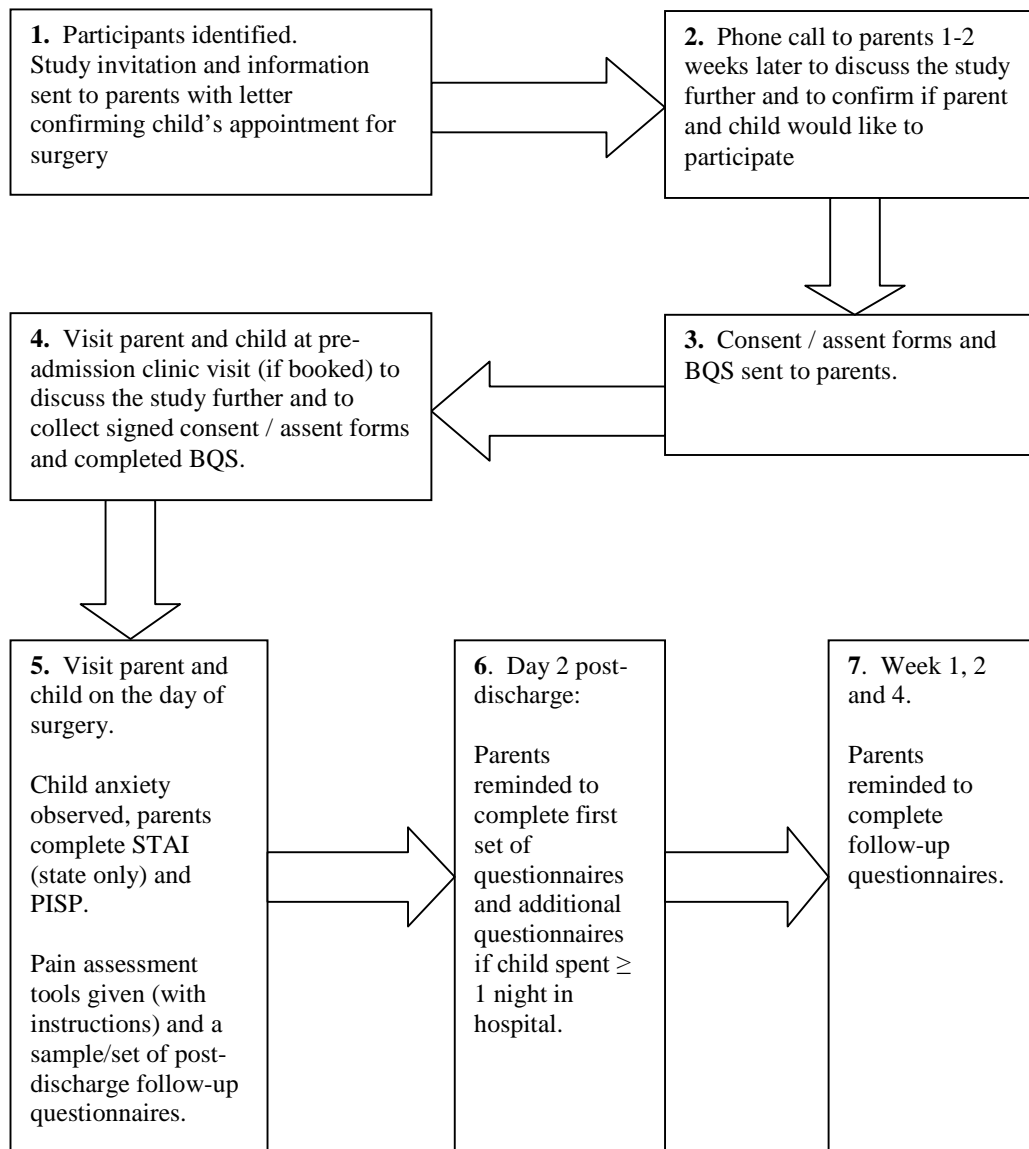 1. Participants identified.
Study invitation and information
sent to parents with letter
confirming child's appointment for
surgery
2. Phone call to parents 1-2
weeks later to discuss the study
further and to confirm if parent
and child would like to
participate
3. Consent / assent forms and
BQS sent to parents.
4. Visit parent and child at pre-
admission clinic visit (if booked) to
discuss the study further and to
collect signed consent / assent forms
and completed BQS.
5. Visit parent and
child on the day of
surgery.
Child anxiety
observed, parents
complete STAI
(state only) and
PISP.
Pain assessment
tools given (with
instructions) and a
sample/set of post-
discharge follow-up
questionnaires.
6. Day 2 post-
discharge:
Parents
reminded to
complete first
set of
questionnaires
and additional
questionnaires
if child spent ≥
1 night in
hospital.
7. Week 1, 2
and 4.
Parents
reminded to
complete
follow-up
questionnaires.